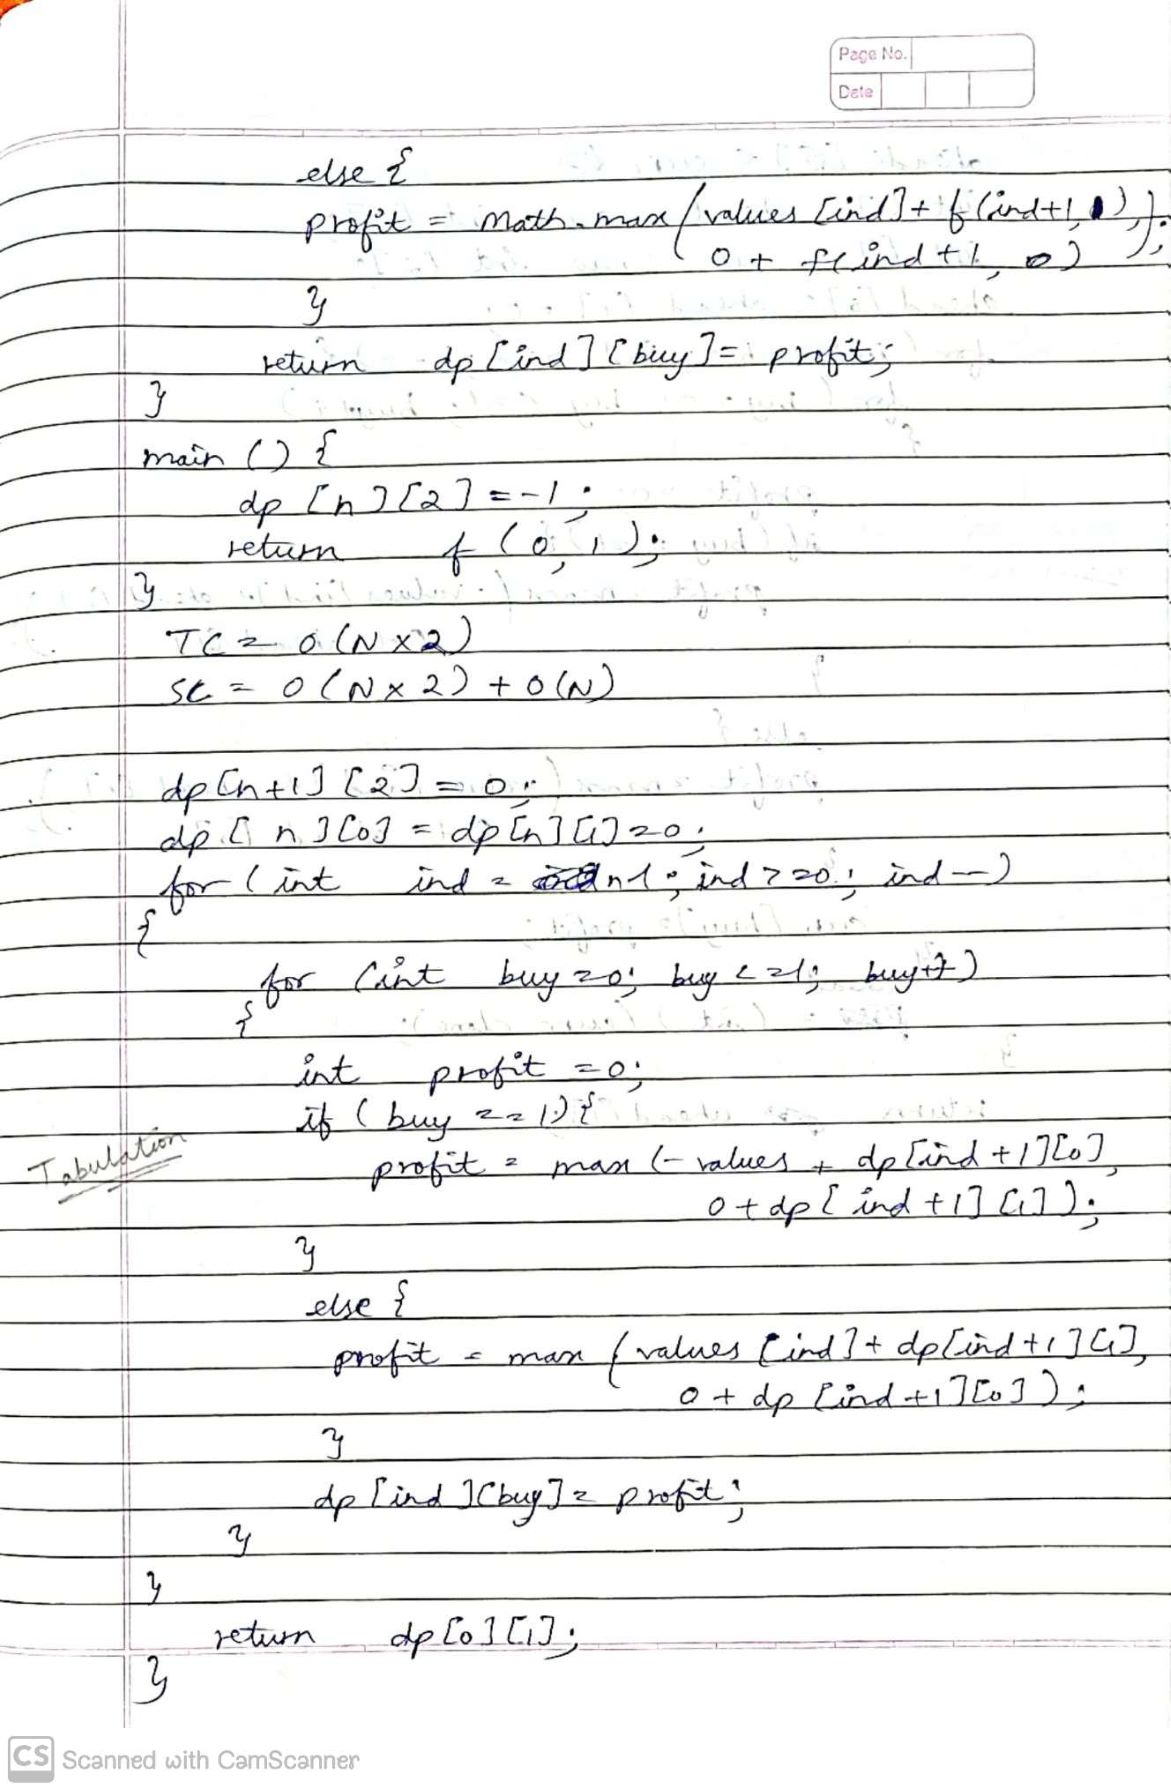 Page No.
Date
else {
profit = Math.max (values [ind] + f (ind+1, 1),
0 + f(ind+1, 0) );
}
return dp [ind] [buy] = profit;
}
main () {
dp [n] [2] = -1;
return f (0, 1);
}
TC = O(N x 2)
SC = O(N x 2) + O(N)
dp[n+1] [2] = 0;
dp [n] [0] = dp [n] [1] = 0;
for (int ind = n-1; ind >= 0; ind --)
{
for (int buy = 0; buy <= 1; buy++)
{
int profit = 0;
if (buy == 1) {
Tabulation
profit = max (- values + dp [ind + 1] [0],
0 + dp [ind + 1] [1]);
}
else {
profit = max (values [ind] + dp [ind + 1] [1],
0 + dp [ind + 1] [0]);
}
dp [ind] [buy] = profit;
}
}
return dp [0] [1];
}
CS Scanned with CamScanner